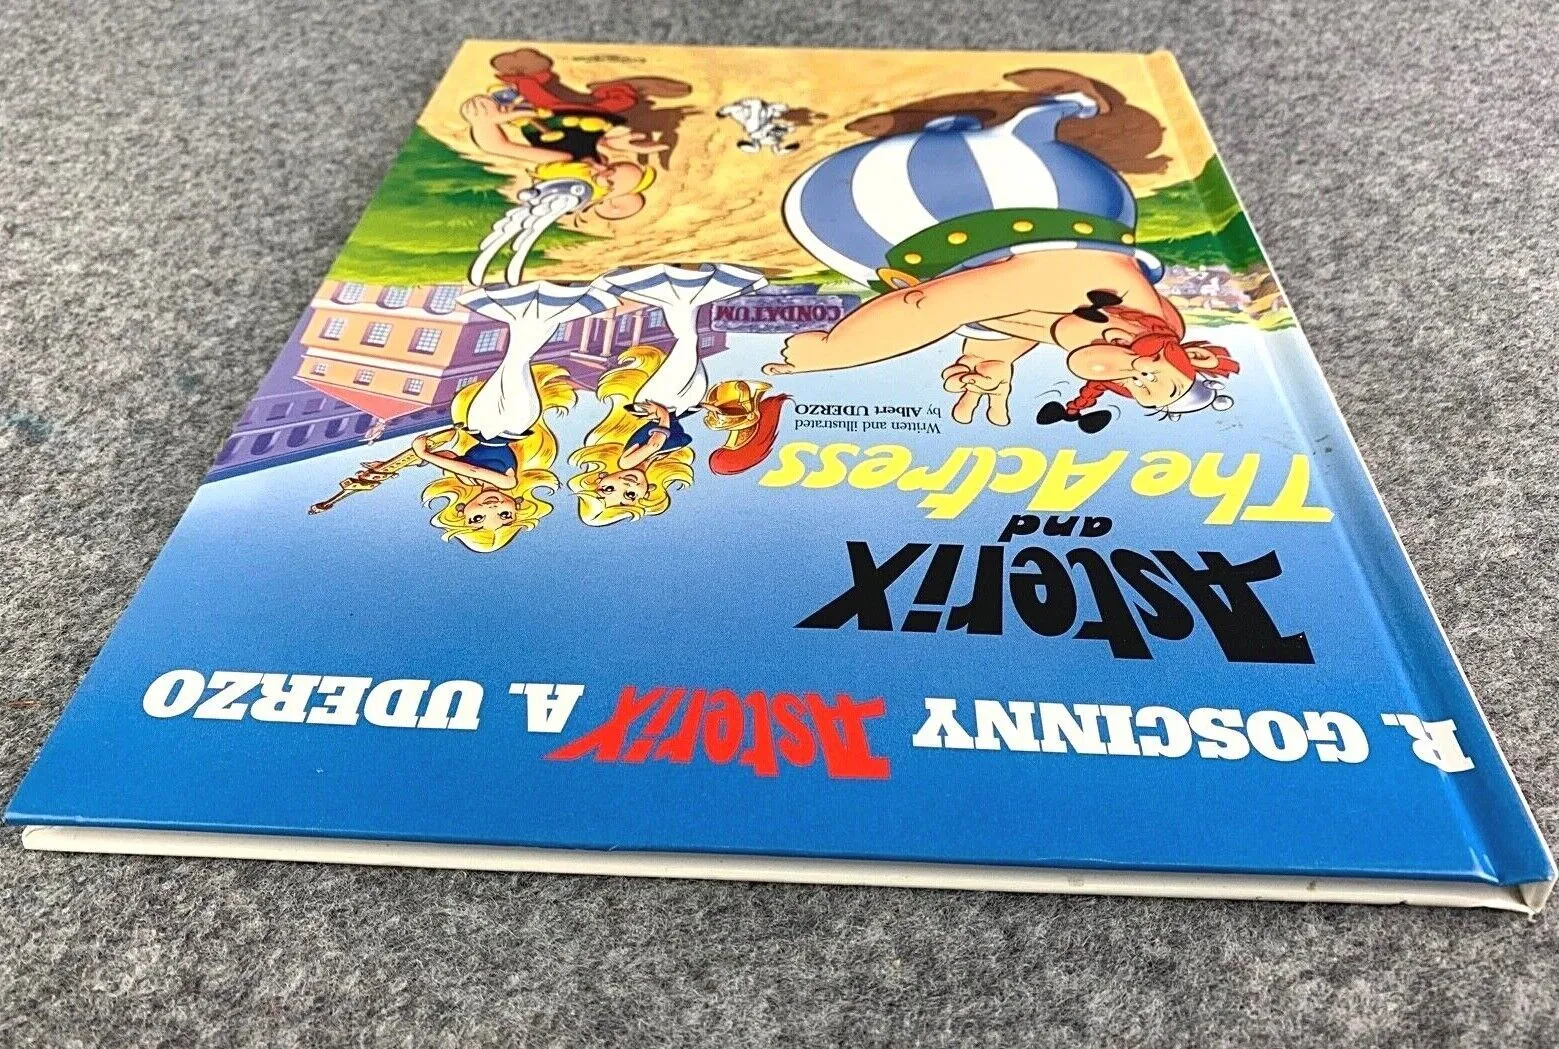 R. GOSCINNY Asterix A. UDERZO
Asterix
and
The Actress
Written and illustrated
by Albert UDERZO
CONDATUM